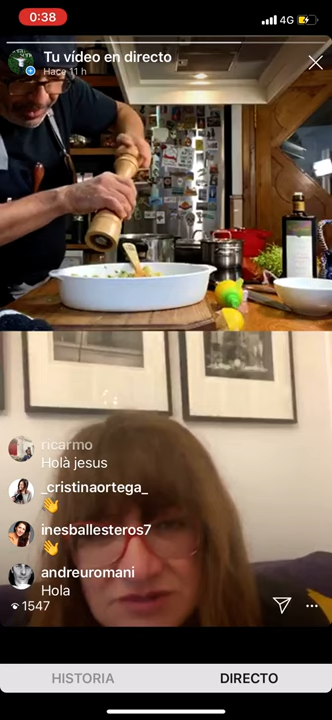 0:38
4G
Tu vídeo en directo
Hace 11 h
ricarmo
Holà jesus
_cristinaortega_
👋
inesballesteros7
👋
andreuromani
Hola
1547
HISTORIA
DIRECTO